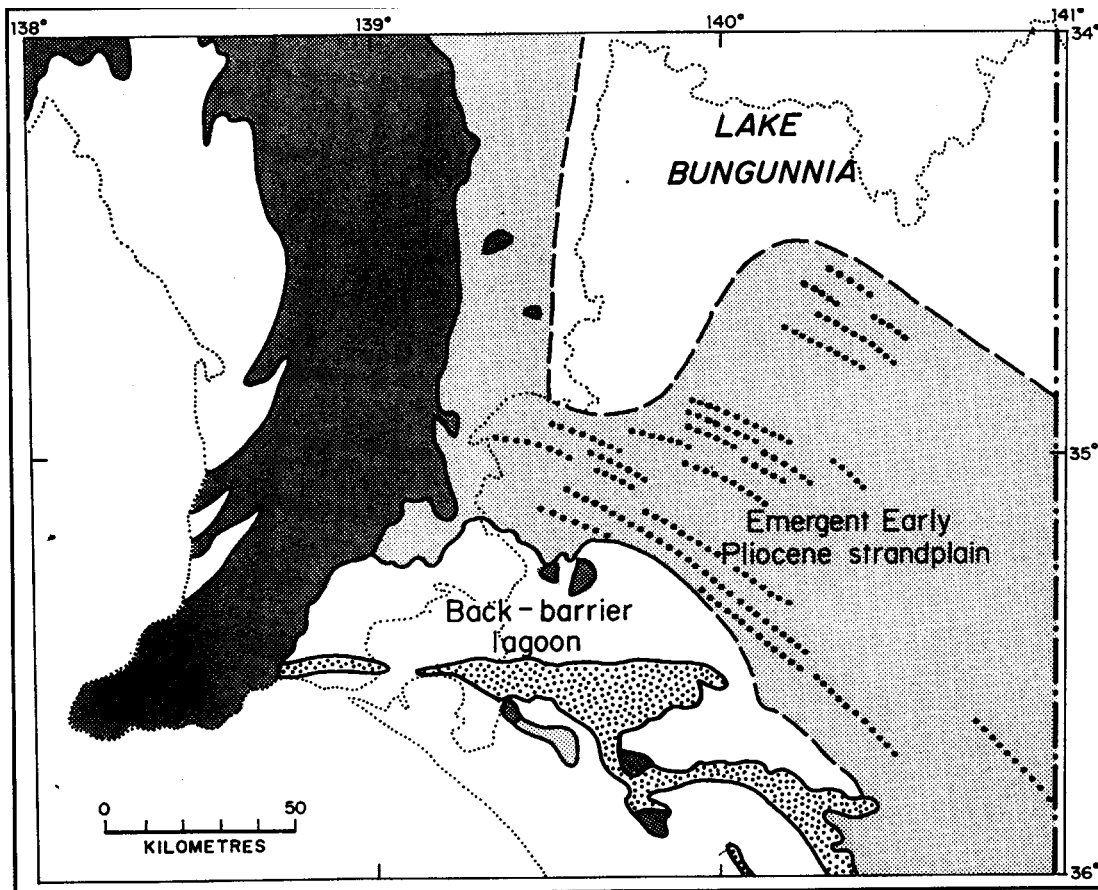 138°
139°
140°
141°
34°
LAKE
BUNGUNNIA
35°
Emergent Early
Pliocene strandplain
Back-barrier
lagoon
0 50
KILOMETRES
36°